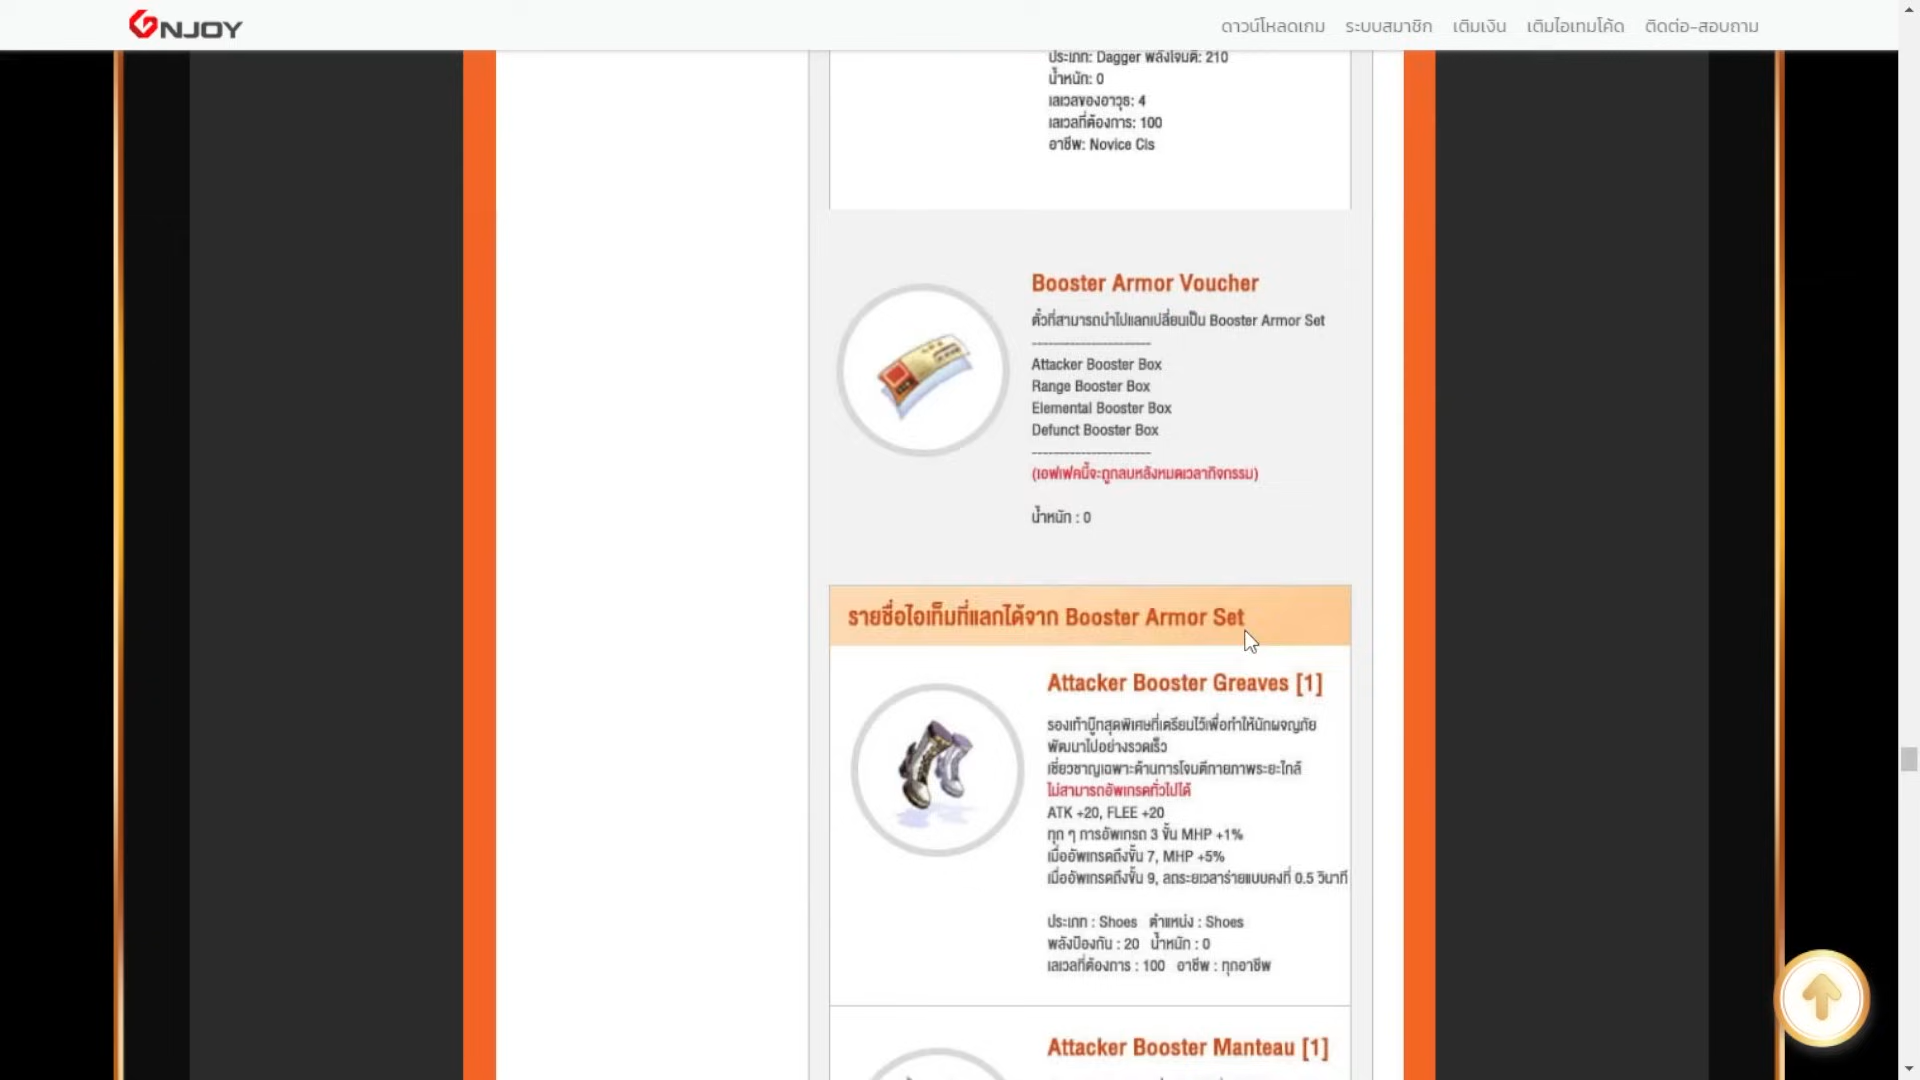 GNJOY
ดาวน์โหลดเกม ระบบสมาชิก เติมเงิน เติมไอเทมโค้ด ติดต่อ-สอบถาม
ประเภท: Dagger พลังโจมตี: 210
น้ำหนัก: 0
เลเวลของอาวุธ: 4
เลเวลที่ต้องการ: 100
อาชีพ: Novice Cls
Booster Armor Voucher
ตั๋วที่สามารถนำไปแลกเปลี่ยนเป็น Booster Armor Set
----------------------
Attacker Booster Box
Range Booster Box
Elemental Booster Box
Defunct Booster Box
----------------------
(เอฟเฟคนี้จะถูกลบหลังหมดเวลากิจกรรม)
น้ำหนัก : 0
รายชื่อไอเท็มที่แลกได้จาก Booster Armor Set
Attacker Booster Greaves [1]
รองเท้าบู๊ทสุดพิเศษที่เตรียมไว้เพื่อทำให้นักผจญภัย
พัฒนาไปอย่างรวดเร็ว
เชี่ยวชาญเฉพาะด้านการโจมตีกายภาพระยะใกล้
ไม่สามารถอัพเกรดทั่วไปได้
ATK +20, FLEE +20
ทุก ๆ การอัพเกรด 3 ขั้น MHP +1%
เมื่ออัพเกรดถึงขั้น 7, MHP +5%
เมื่ออัพเกรดถึงขั้น 9, ลดระยะเวลาร่ายแบบคงที่ 0.5 วินาที
ประเภท : Shoes ตำแหน่ง : Shoes
พลังป้องกัน : 20 น้ำหนัก : 0
เลเวลที่ต้องการ : 100 อาชีพ : ทุกอาชีพ
Attacker Booster Manteau [1]